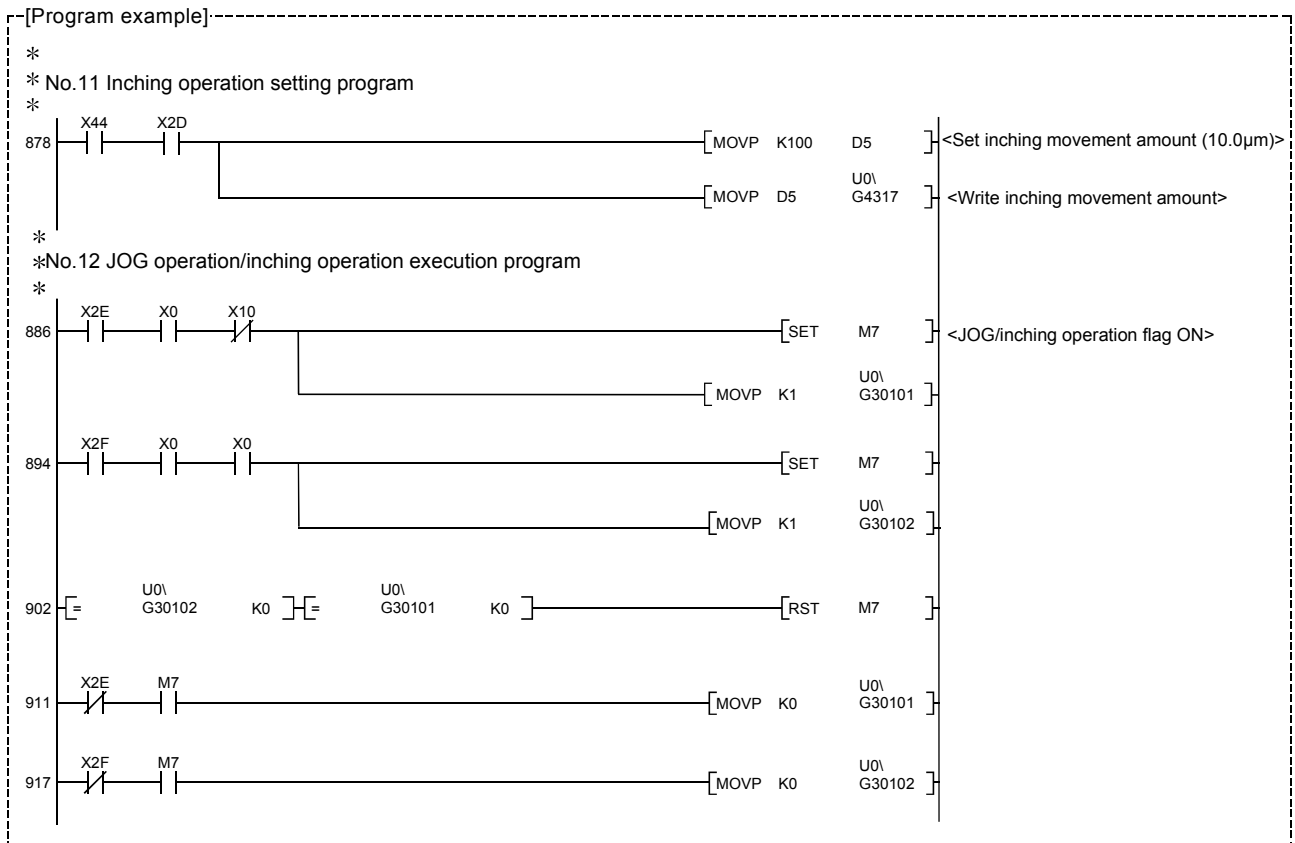 [Program example]
*
* No.11 Inching operation setting program
*
X44 X2D
878 MOVP K100 D5 <Set inching movement amount (10.0µm)>
U0\
MOVP D5 G4317 <Write inching movement amount>
*
*No.12 JOG operation/inching operation execution program
*
X2E X0 X10
886 SET M7 <JOG/inching operation flag ON>
U0\
MOVP K1 G30101
X2F X0 X0
894 SET M7
U0\
MOVP K1 G30102
U0\ U0\
902 = G30102 K0 = G30101 K0 RST M7
X2E M7 U0\
911 MOVP K0 G30101
X2F M7 U0\
917 MOVP K0 G30102